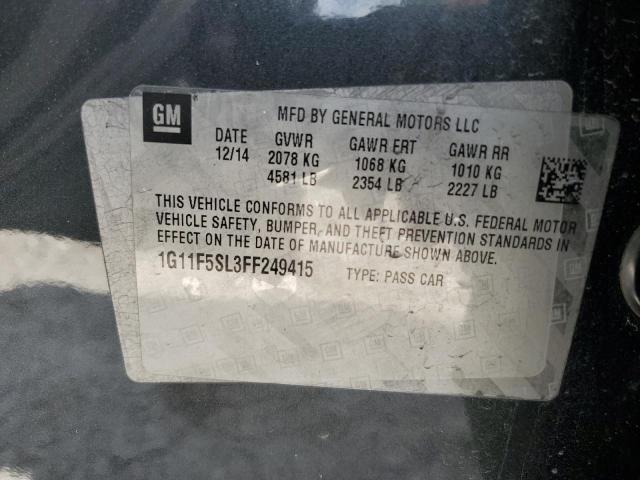 GM
MFD BY GENERAL MOTORS LLC
DATE GVWR GAWR FRT GAWR RR
12/14 2078 KG 1068 KG 1010 KG
4581 LB 2354 LB 2227 LB
THIS VEHICLE CONFORMS TO ALL APPLICABLE U.S. FEDERAL MOTOR
VEHICLE SAFETY, BUMPER, AND THEFT PREVENTION STANDARDS IN
EFFECT ON THE DATE OF MANUFACTURE SHOWN ABOVE.
1G11F5SL3FF249415 TYPE: PASS CAR